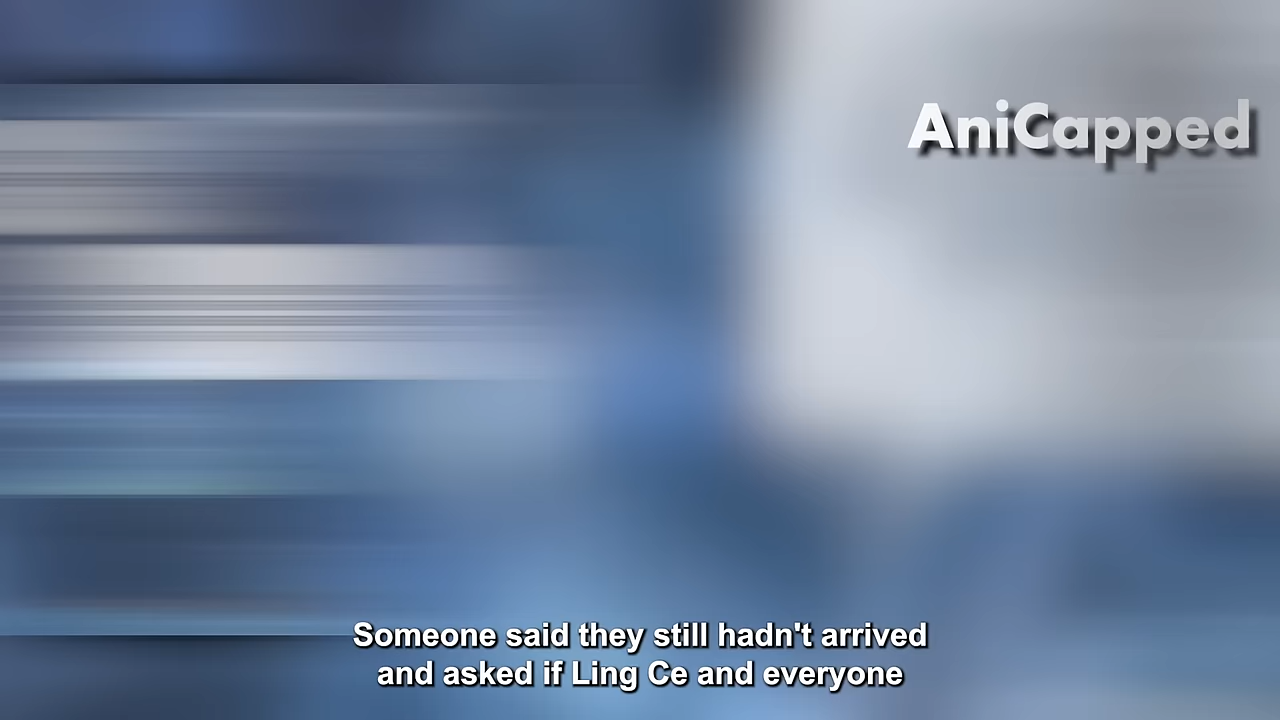 AniCapped
Someone said they still hadn't arrived
and asked if Ling Ce and everyone